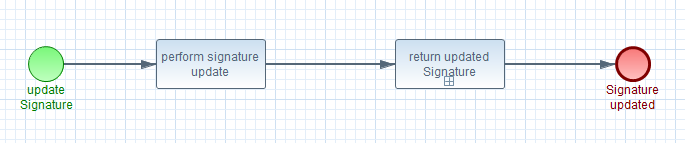 update
Signature
perform signature
update
return updated
Signature
Signature
updated